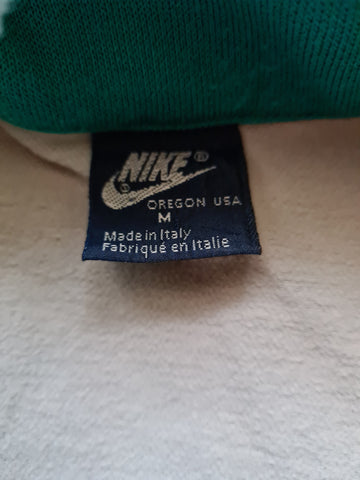 NIKE ®
OREGON USA
M
Made in Italy
Fabriqué en Italie